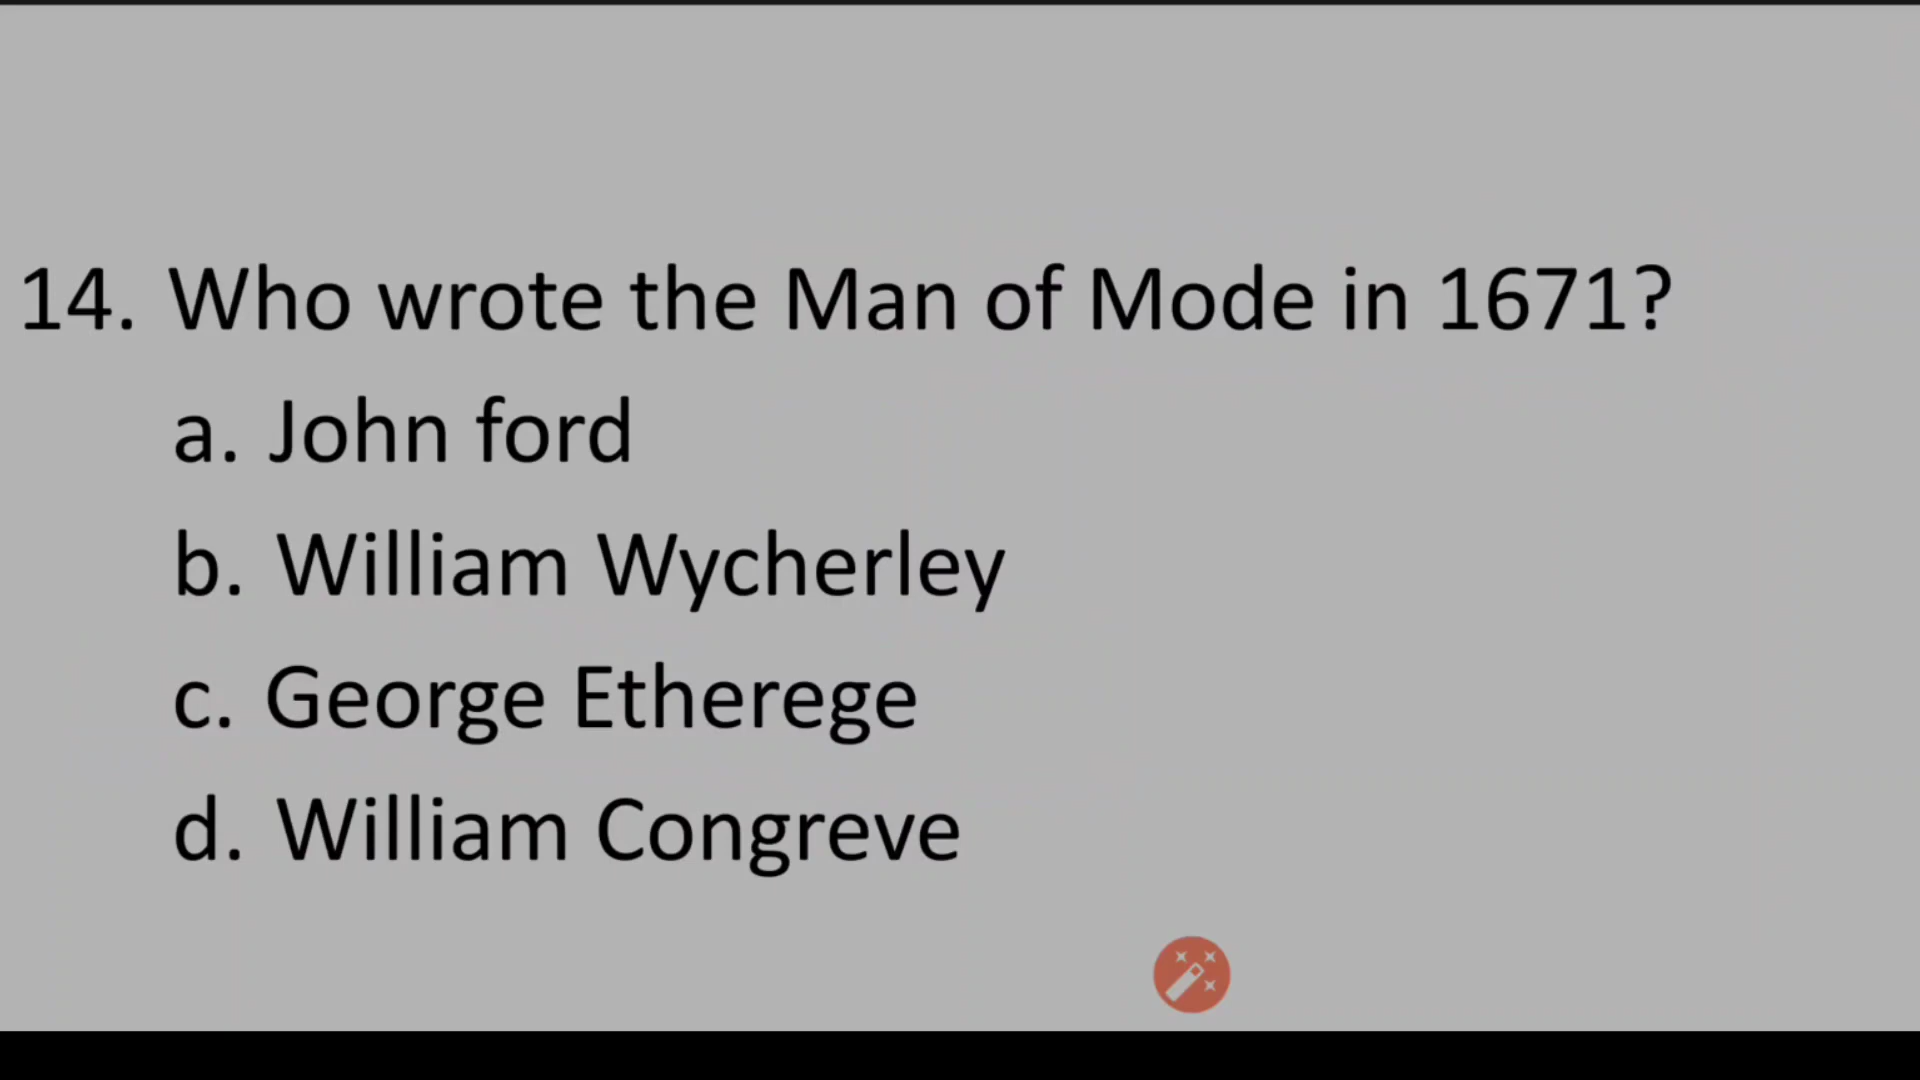 14. Who wrote the Man of Mode in 1671?
a. John ford
b. William Wycherley
c. George Etherege
d. William Congreve